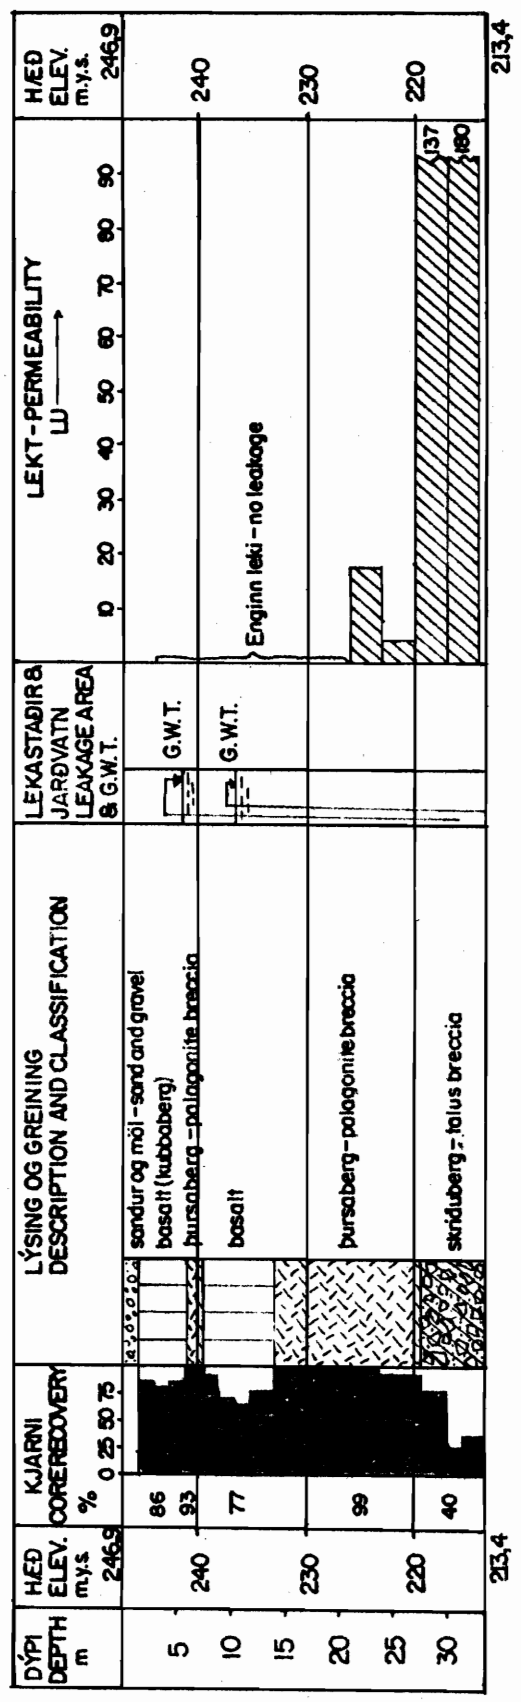 DÝPI
DEPTH
m
5
10
15
20
25
30
HÆÐ
ELEV.
m.y.s.
246,9
240
230
220
213,4
KJARNI
CORERECOVERY
%
0 25 50 75
86
93
77
99
40
LÝSING OG GREINING
DESCRIPTION AND CLASSIFICATION
sandur og möl - sand and gravel
basalt (kubbaberg)
þursaberg - palagonite breccia
basalt
þursaberg - palagonite breccia
skriduberg - talus breccia
LEKASTAÐIR &
JARÐVATN
LEAKAGE AREA
& G.W.T.
G.W.T.
G.W.T.
LEKT - PERMEABILITY
LU
10 20 30 40 50 60 70 80 90
Enginn leki - no leakage
137
180
HÆÐ
ELEV.
m.y.s.
246,9
240
230
220
213,4